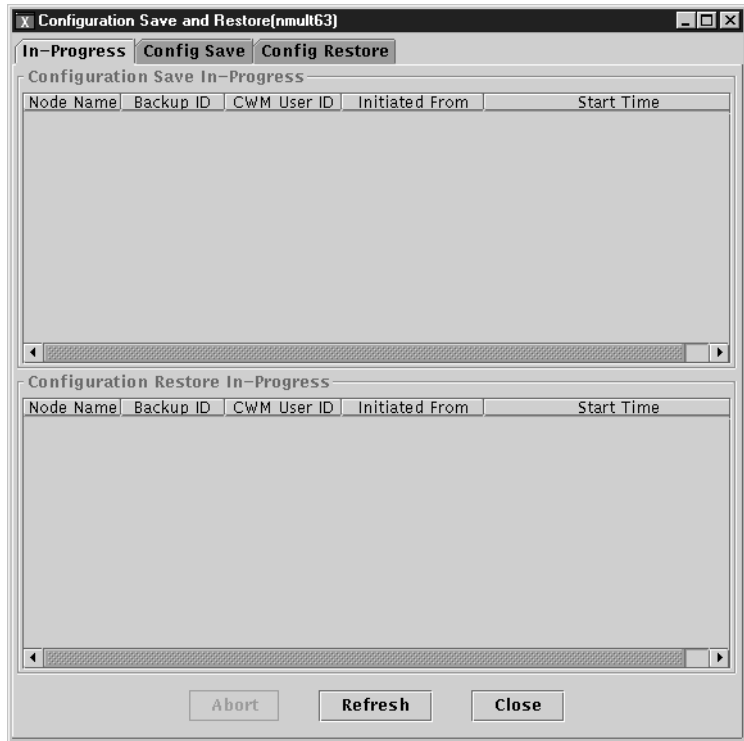 X Configuration Save and Restore(nmult63)
In-Progress Config Save Config Restore
Configuration Save In-Progress
Node Name Backup ID CWM User ID Initiated From Start Time
Configuration Restore In-Progress
Node Name Backup ID CWM User ID Initiated From Start Time
Abort Refresh Close